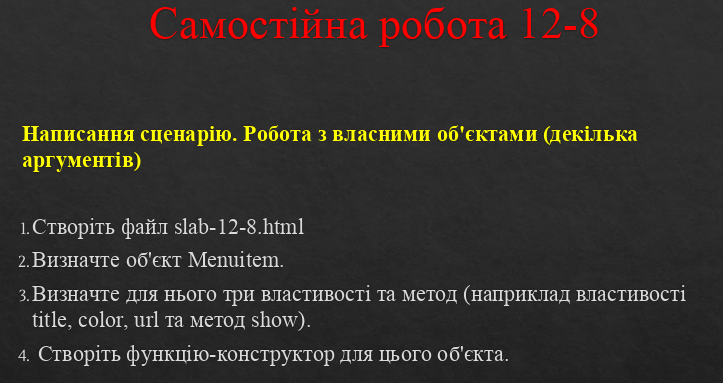 Самостійна робота 12-8
Написання сценарію. Робота з власними об'єктами (декілька
аргументів)
1. Створіть файл slab-12-8.html
2. Визначте об'єкт Menuitem.
3. Визначте для нього три властивості та метод (наприклад властивості
title, color, url та метод show).
4. Створіть функцію-конструктор для цього об'єкта.